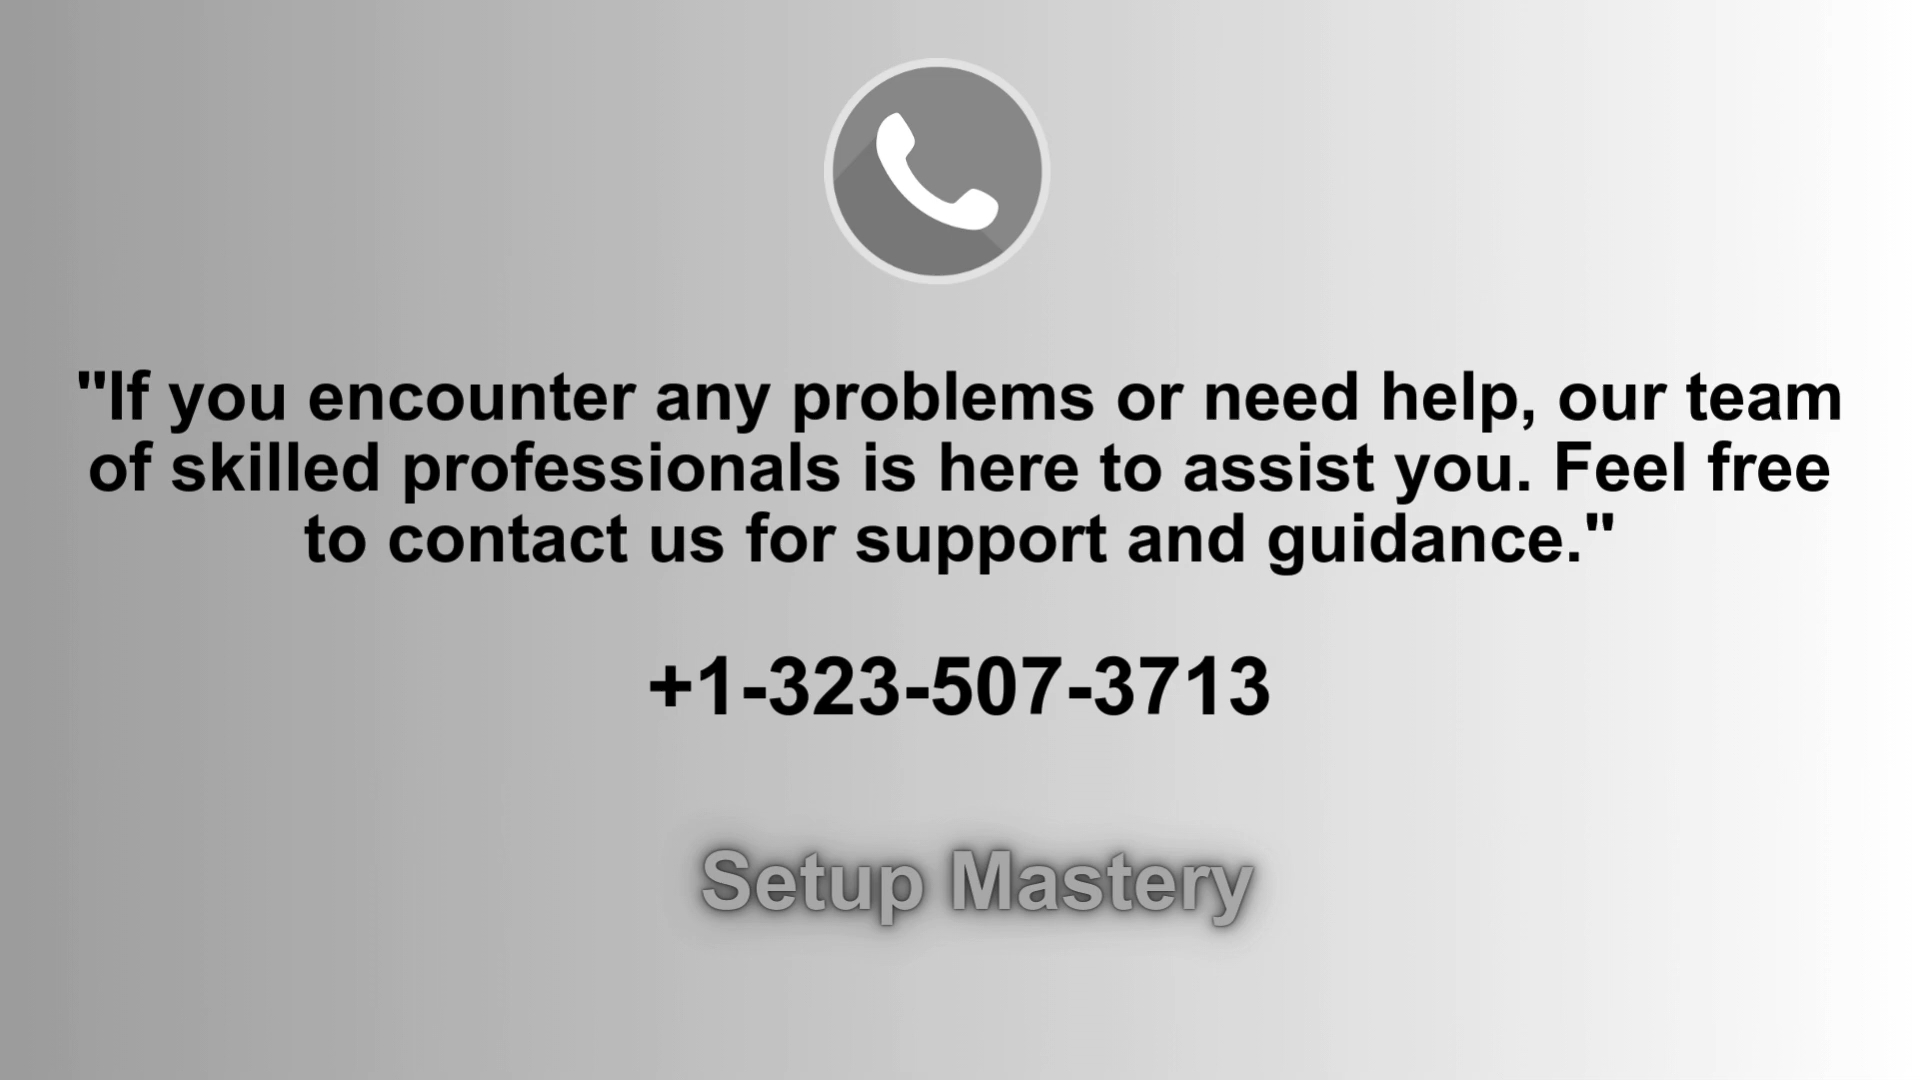 "If you encounter any problems or need help, our team
of skilled professionals is here to assist you. Feel free
to contact us for support and guidance."
+1-323-507-3713
Setup Mastery